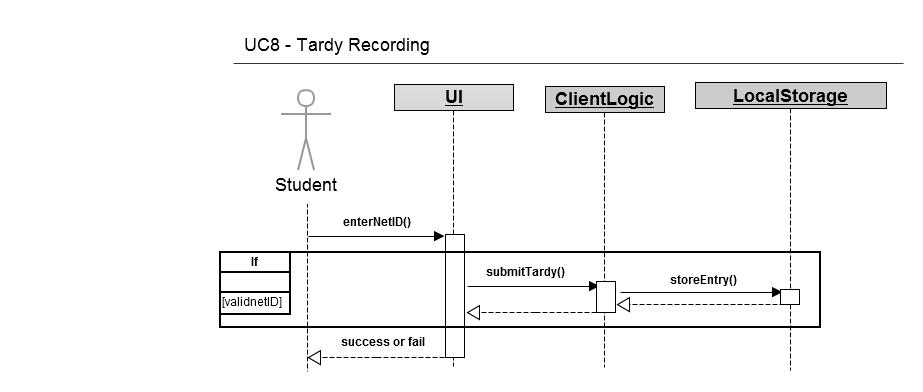 UC8 - Tardy Recording
UI
ClientLogic
LocalStorage
Student
enterNetID()
If
submitTardy()
storeEntry()
[validnetID]
success or fail